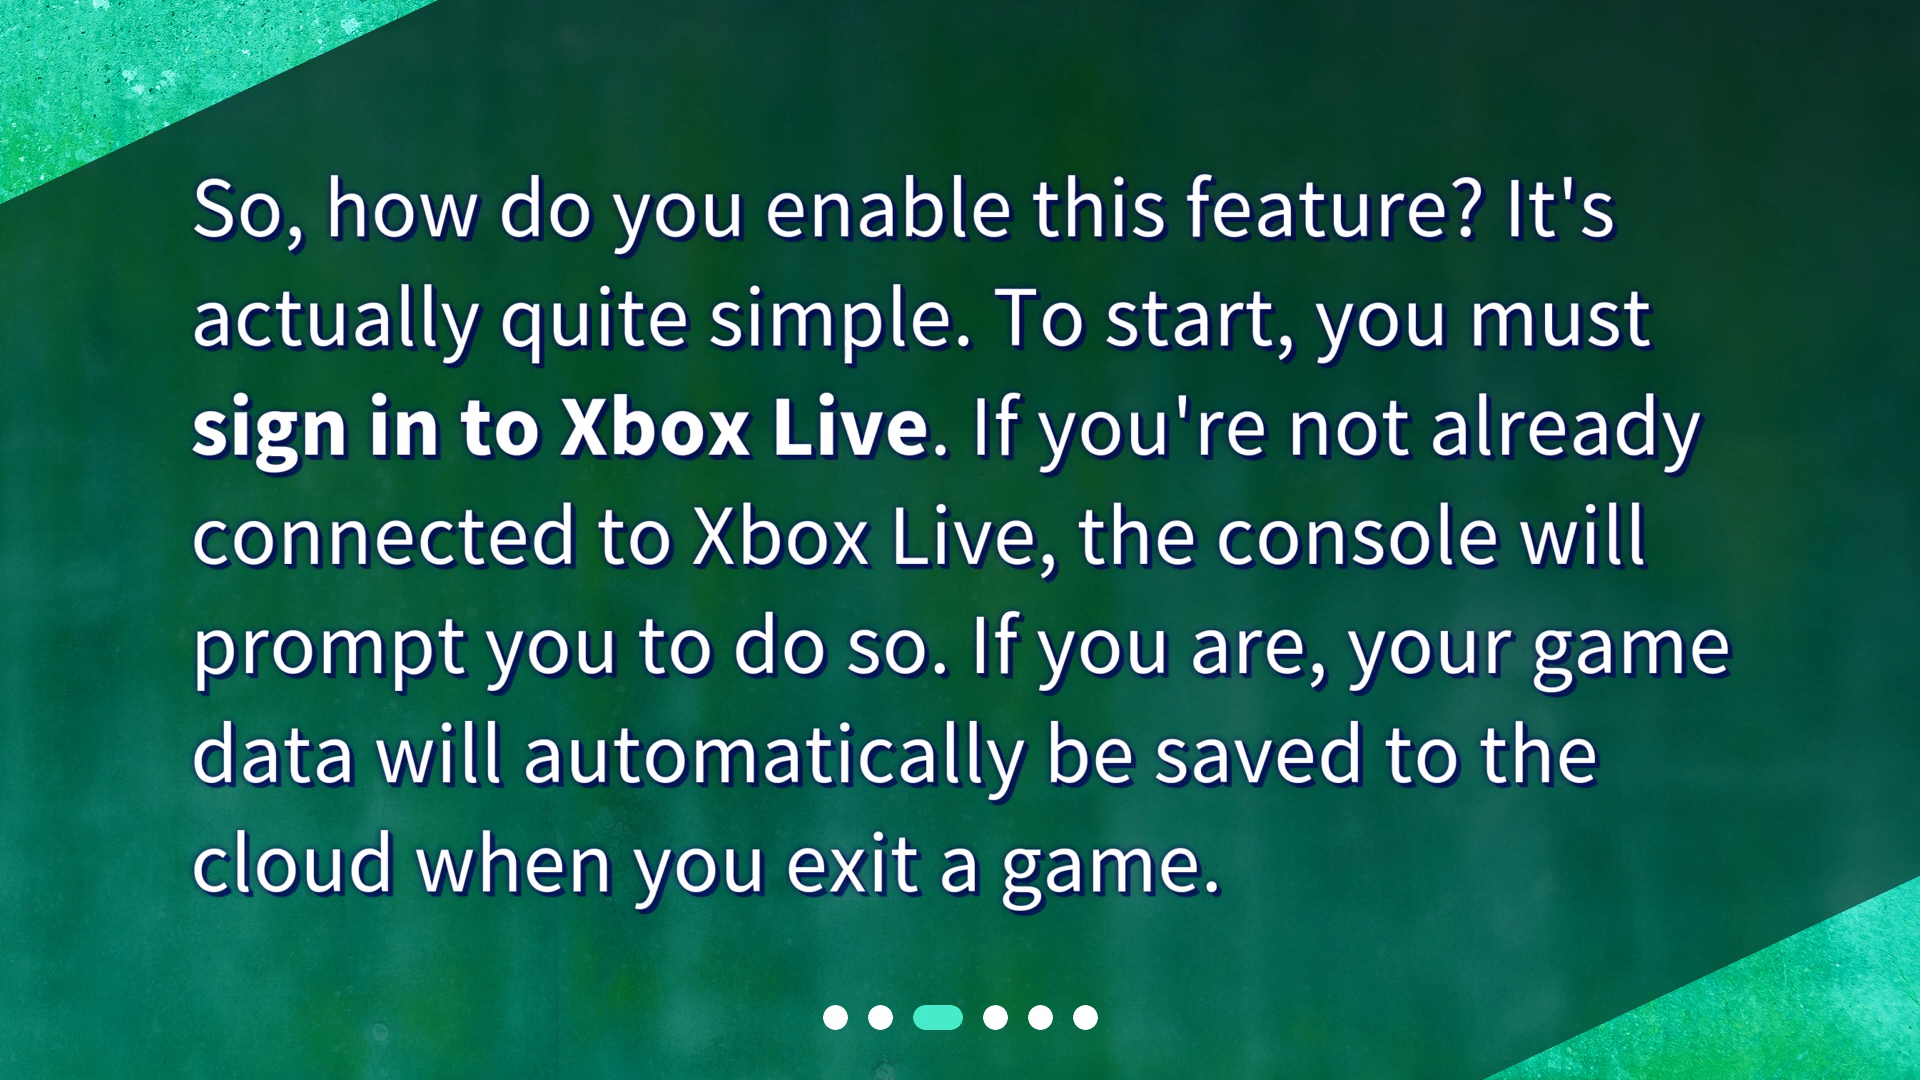 So, how do you enable this feature? It's
actually quite simple. To start, you must
sign in to Xbox Live. If you're not already
connected to Xbox Live, the console will
prompt you to do so. If you are, your game
data will automatically be saved to the
cloud when you exit a game.